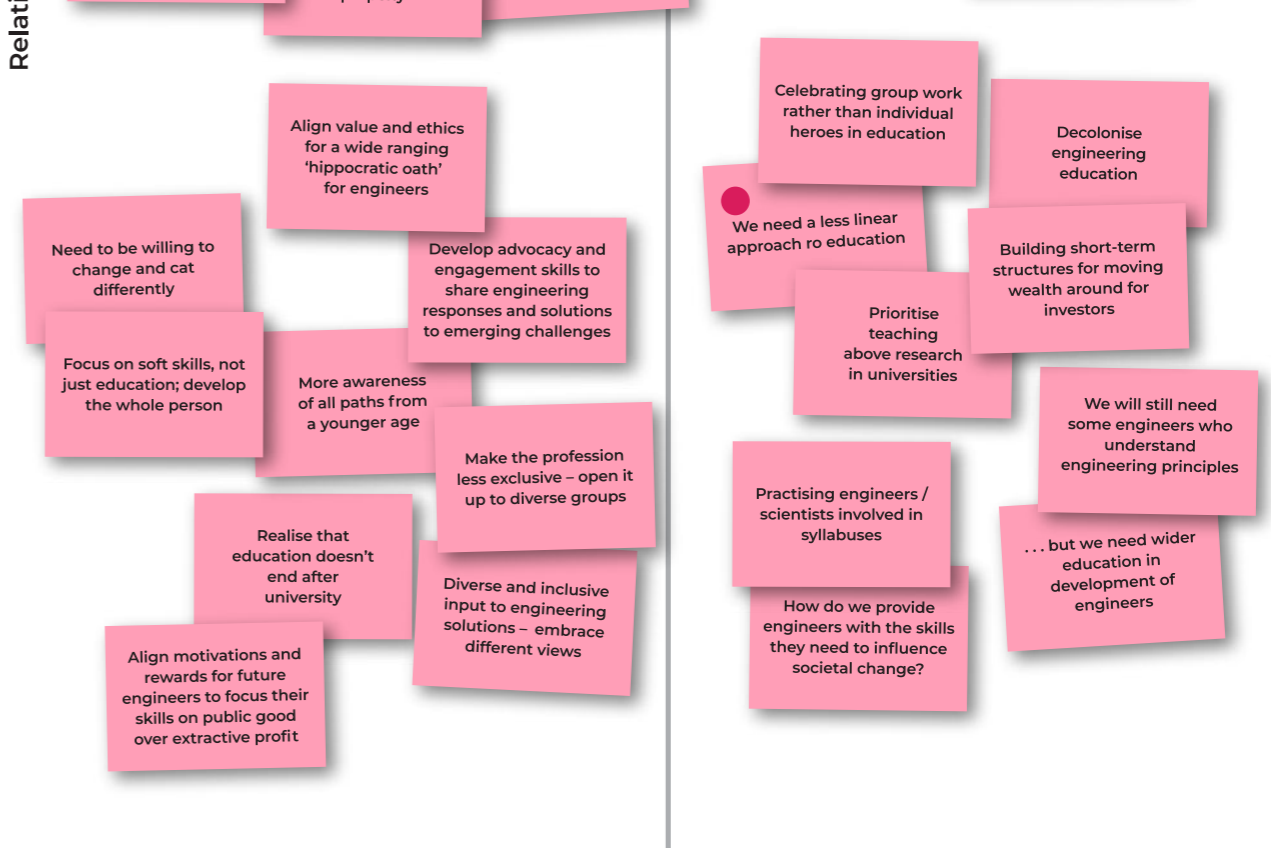 Relati
Align value and ethics
for a wide ranging
‘hippocratic oath’
for engineers
Need to be willing to
change and cat
differently
Develop advocacy and
engagement skills to
share engineering
responses and solutions
to emerging challenges
Focus on soft skills, not
just education; develop
the whole person
More awareness
of all paths from
a younger age
Make the profession
less exclusive – open it
up to diverse groups
Realise that
education doesn’t
end after
university
Diverse and inclusive
input to engineering
solutions – embrace
different views
Align motivations and
rewards for future
engineers to focus their
skills on public good
over extractive profit
Celebrating group work
rather than individual
heroes in education
Decolonise
engineering
education
We need a less linear
approach ro education
Building short-term
structures for moving
wealth around for
investors
Prioritise
teaching
above research
in universities
We will still need
some engineers who
understand
engineering principles
Practising engineers /
scientists involved in
syllabuses
...but we need wider
education in
development of
engineers
How do we provide
engineers with the skills
they need to influence
societal change?